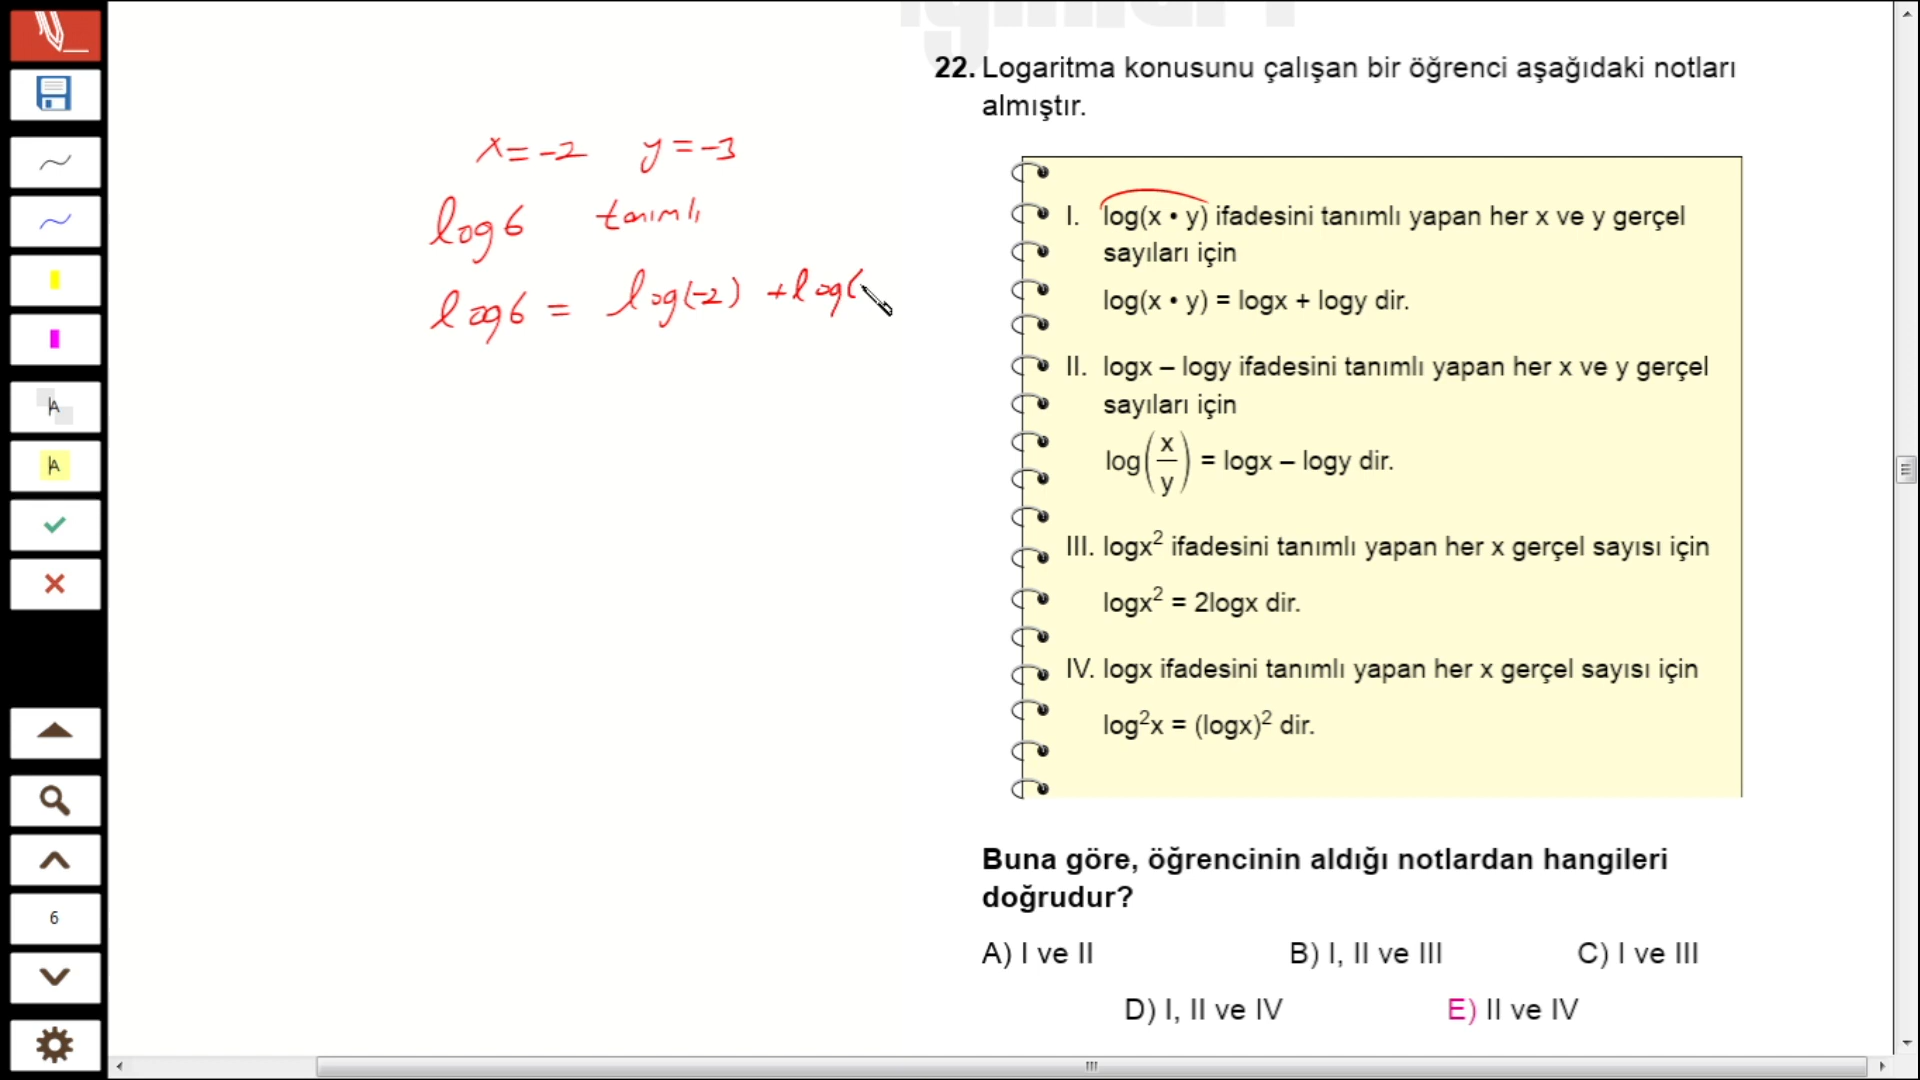 22. Logaritma konusunu çalışan bir öğrenci aşağıdaki notları
almıştır.
x = -2 y = -3
log6 tanımlı
log6 = log(-2) + log(
I. log(x • y) ifadesini tanımlı yapan her x ve y gerçel
sayıları için
log(x • y) = logx + logy dir.
II. logx – logy ifadesini tanımlı yapan her x ve y gerçel
sayıları için
log(x/y) = logx – logy dir.
III. logx² ifadesini tanımlı yapan her x gerçel sayısı için
logx² = 2logx dir.
IV. logx ifadesini tanımlı yapan her x gerçel sayısı için
log²x = (logx)² dir.
Buna göre, öğrencinin aldığı notlardan hangileri
doğrudur?
A) I ve II B) I, II ve III C) I ve III
D) I, II ve IV E) II ve IV
A
A
6